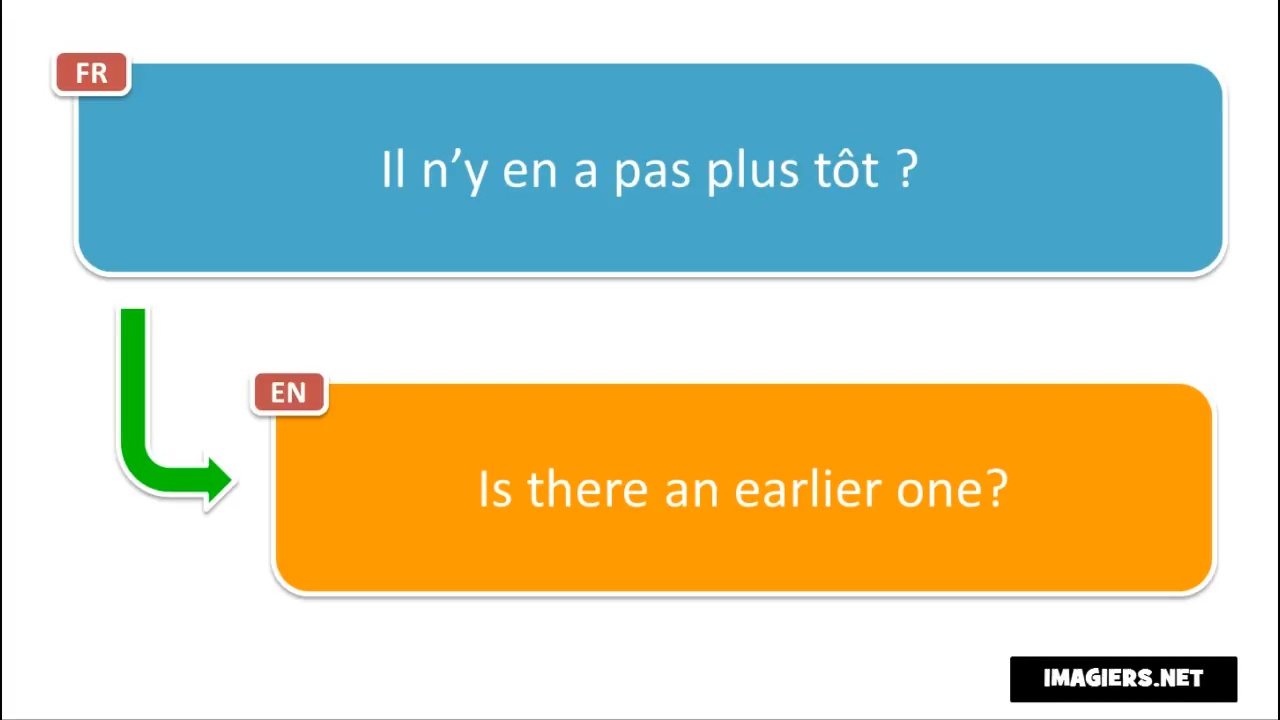 FR
Il n’y en a pas plus tôt ?
EN
Is there an earlier one?
IMAGIERS.NET